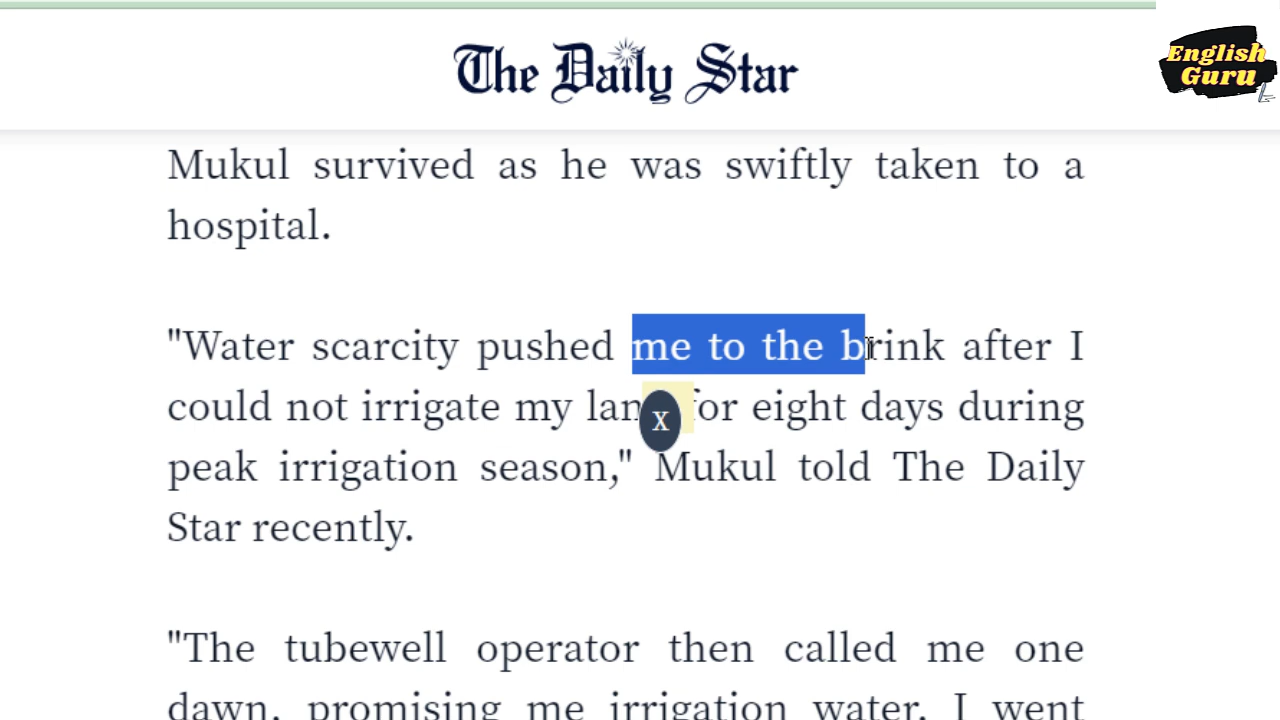 The Daily Star
English
Guru
Mukul survived as he was swiftly taken to a
hospital.
"Water scarcity pushed me to the brink after I
could not irrigate my for eight days during
X
peak irrigation season," Mukul told The Daily
Star recently.
"The tubewell operator then called me one
dawn, promising me irrigation water. I went